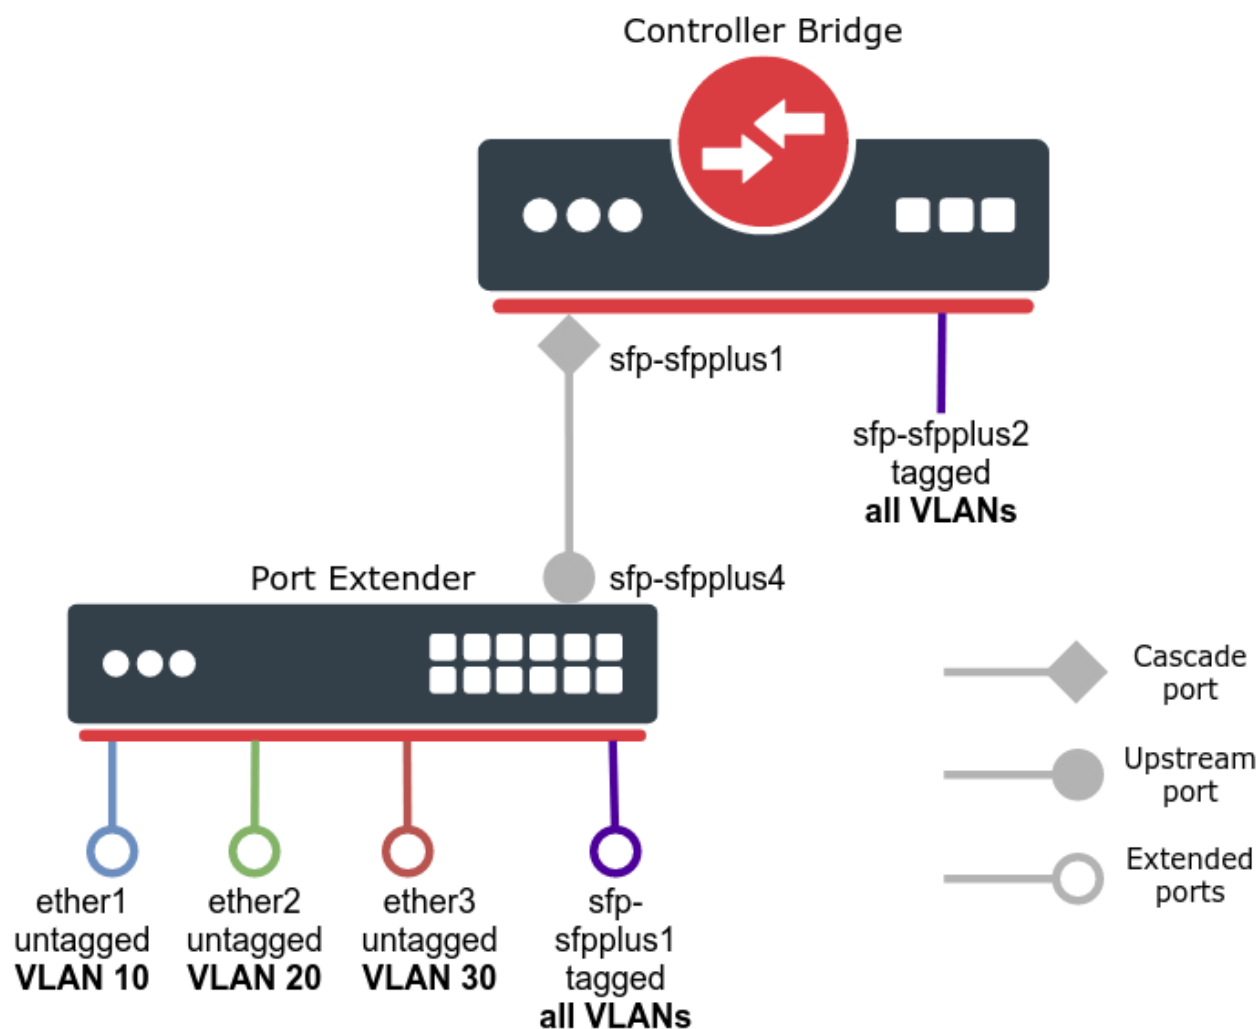 Controller Bridge
sfp-sfpplus1
sfp-sfpplus2
tagged
all VLANs
Port Extender
sfp-sfpplus4
Cascade
port
Upstream
port
Extended
ports
ether1
untagged
VLAN 10
ether2
untagged
VLAN 20
ether3
untagged
VLAN 30
sfp-
sfpplus1
tagged
all VLANs